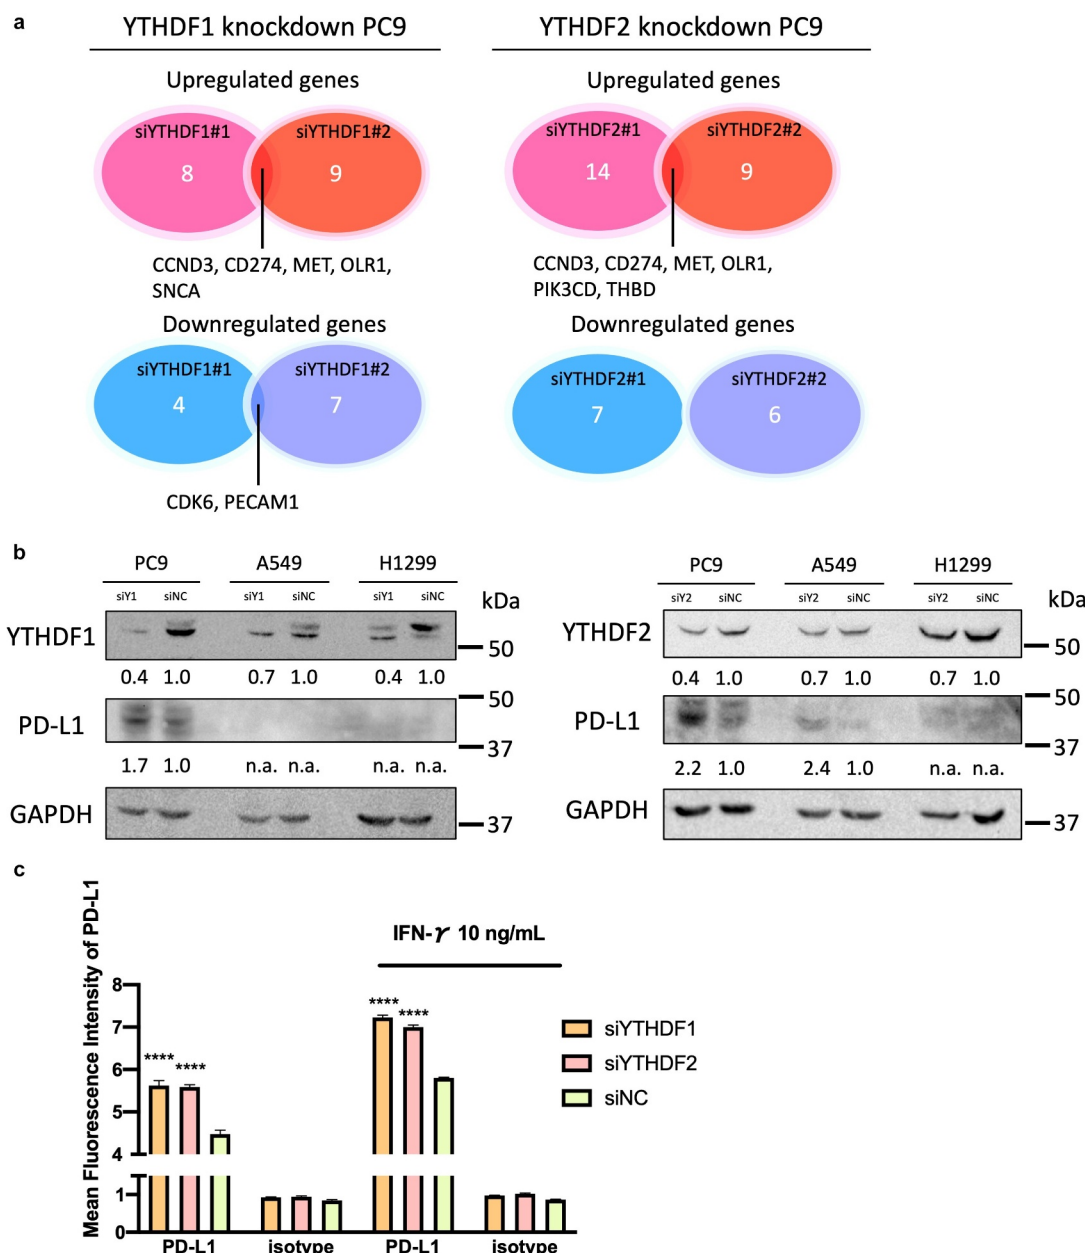 a
YTHDF1 knockdown PC9
YTHDF2 knockdown PC9
Upregulated genes
Upregulated genes
siYTHDF1#1
siYTHDF1#2
siYTHDF2#1
siYTHDF2#2
8
9
14
9
CCND3, CD274, MET, OLR1,
SNCA
CCND3, CD274, MET, OLR1,
PIK3CD, THBD
Downregulated genes
Downregulated genes
siYTHDF1#1
siYTHDF1#2
siYTHDF2#1
siYTHDF2#2
4
7
7
6
CDK6, PECAM1
b
PC9 A549 H1299
siY1 siNC siY1 siNC siY1 siNC
kDa
YTHDF1
50
0.4 1.0 0.7 1.0 0.4 1.0
50
PD-L1
37
1.7 1.0 n.a. n.a. n.a. n.a.
GAPDH
37
PC9 A549 H1299
siY2 siNC siY2 siNC siY2 siNC
kDa
YTHDF2
50
0.4 1.0 0.7 1.0 0.7 1.0
50
PD-L1
37
2.2 1.0 2.4 1.0 n.a. n.a.
GAPDH
37
c
Mean Fluorescence Intensity of PD-L1
IFN-γ 10 ng/mL
8
7
6
5
4
1
0
**** ****
**** ****
siYTHDF1
siYTHDF2
siNC
PD-L1 isotype PD-L1 isotype